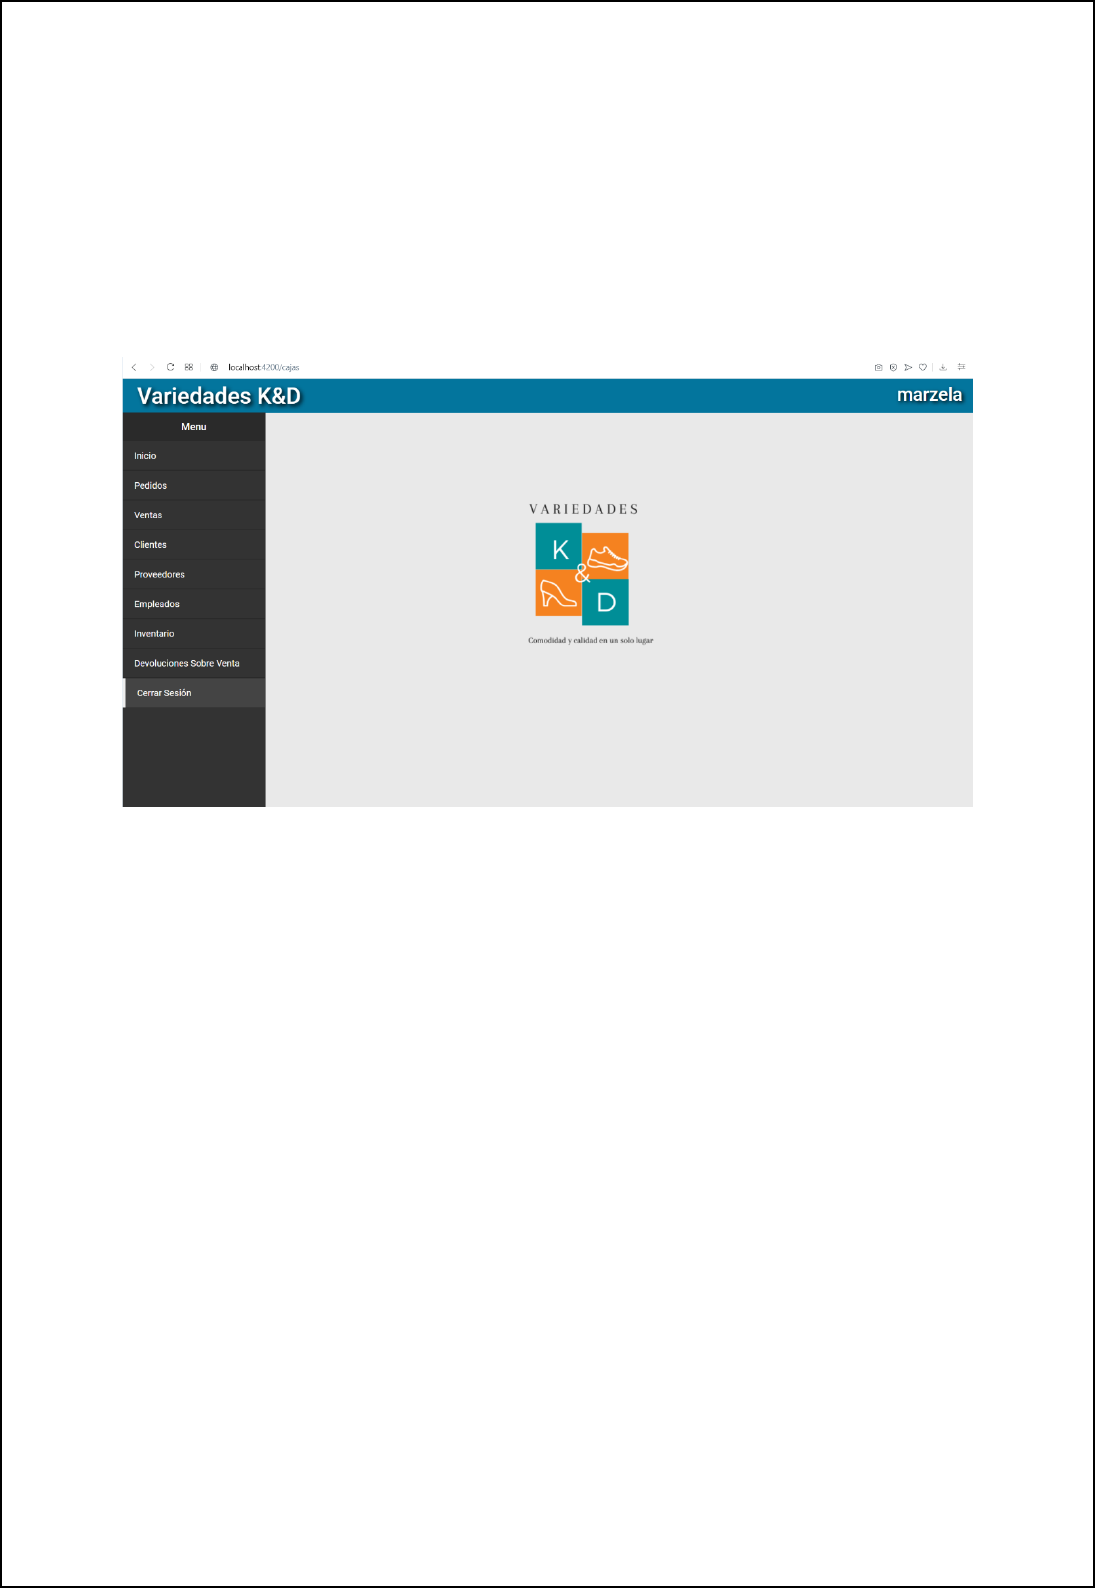 localhost:4200/cajas
Variedades K&D
marzela
Menu
Inicio
Pedidos
Ventas
Clientes
Proveedores
Empleados
Inventario
Devoluciones Sobre Venta
Cerrar Sesión
VARIEDADES
K
&
D
Comodidad y calidad en un solo lugar